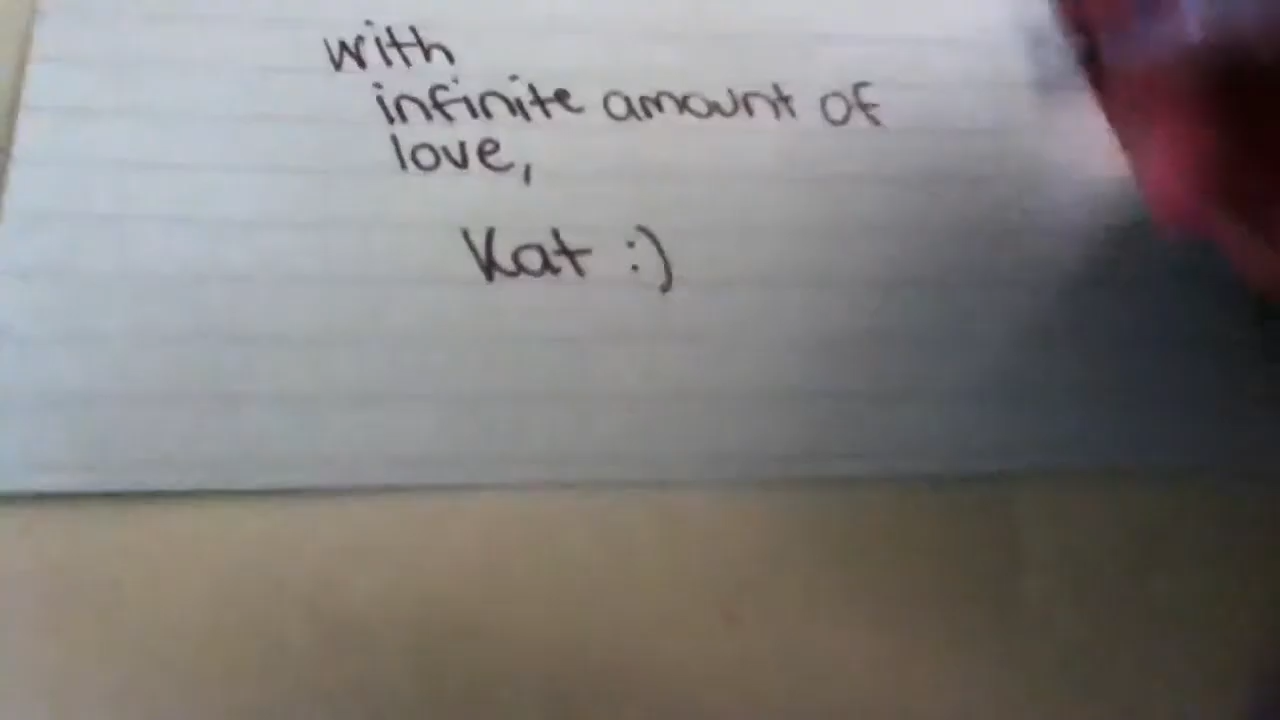 with
infinite amount of
love,
Kat :)